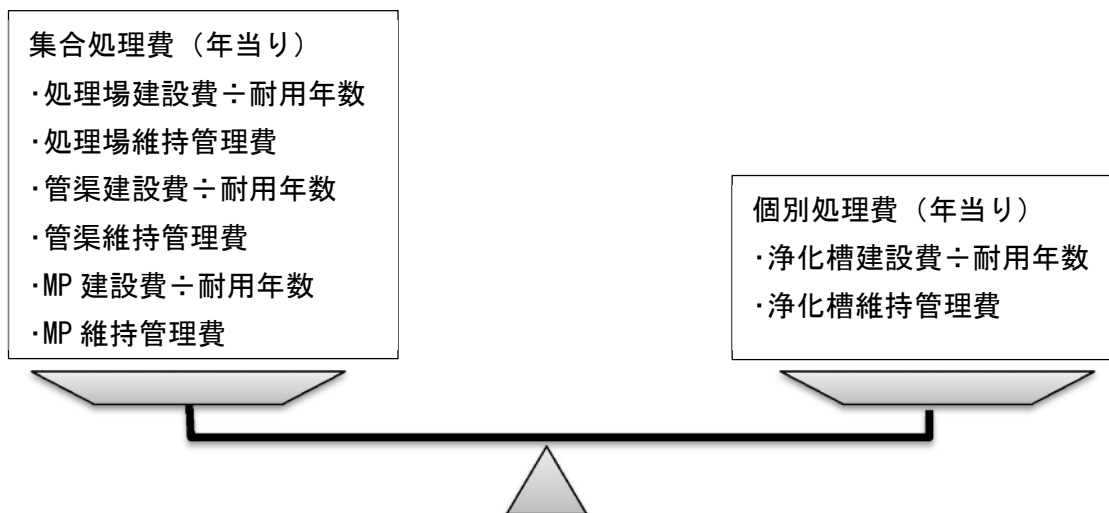 集合処理費（年当り）
・処理場建設費÷耐用年数
・処理場維持管理費
・管渠建設費÷耐用年数
・管渠維持管理費
・MP 建設費÷耐用年数
・MP 維持管理費
個別処理費（年当り）
・浄化槽建設費÷耐用年数
・浄化槽維持管理費